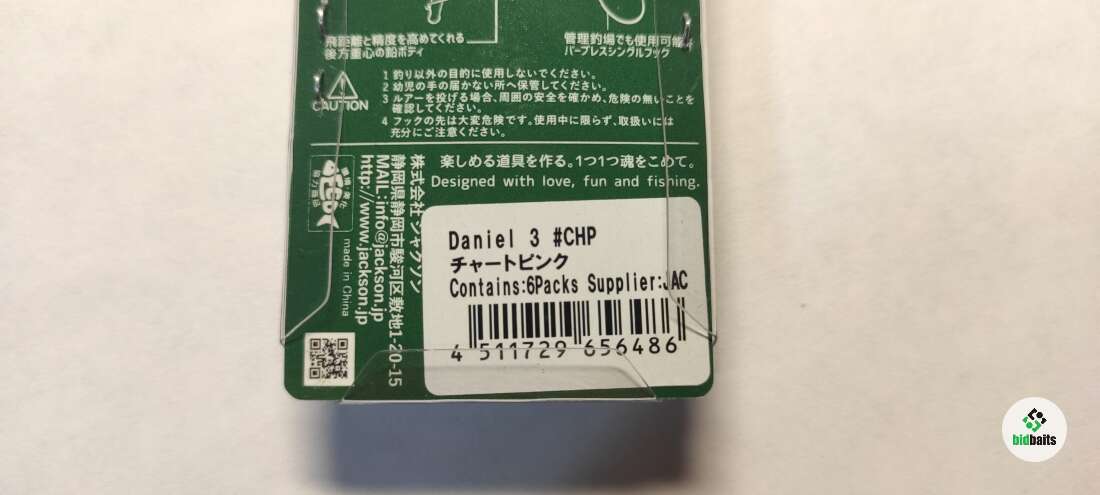 飛距離と精度を高めてくれる
後方重心の鉛ボディ
管理釣場でも使用可能な
バーブレスシングルフック
CAUTION
1 釣り以外の目的に使用しないでください。
2 幼児の手の届かない所へ保管してください。
3 ルアーを投げる場合、周囲の安全を確かめ、危険の無いことを
確認してください。
4 フックの先は大変危険です。使用中に限らず、取扱いには
充分にご注意ください。
楽しめる道具を作る。1つ1つ魂をこめて。
Designed with love, fun and fishing.
株式会社 ジャクソン
静岡県静岡市駿河区敷地1-20-15
MAIL:info@jackson.jp
http://www.jackson.jp
made in China
Daniel 3 #CHP
チャートピンク
Contains:6Packs Supplier:JAC
4 511729 656486
bidbaits